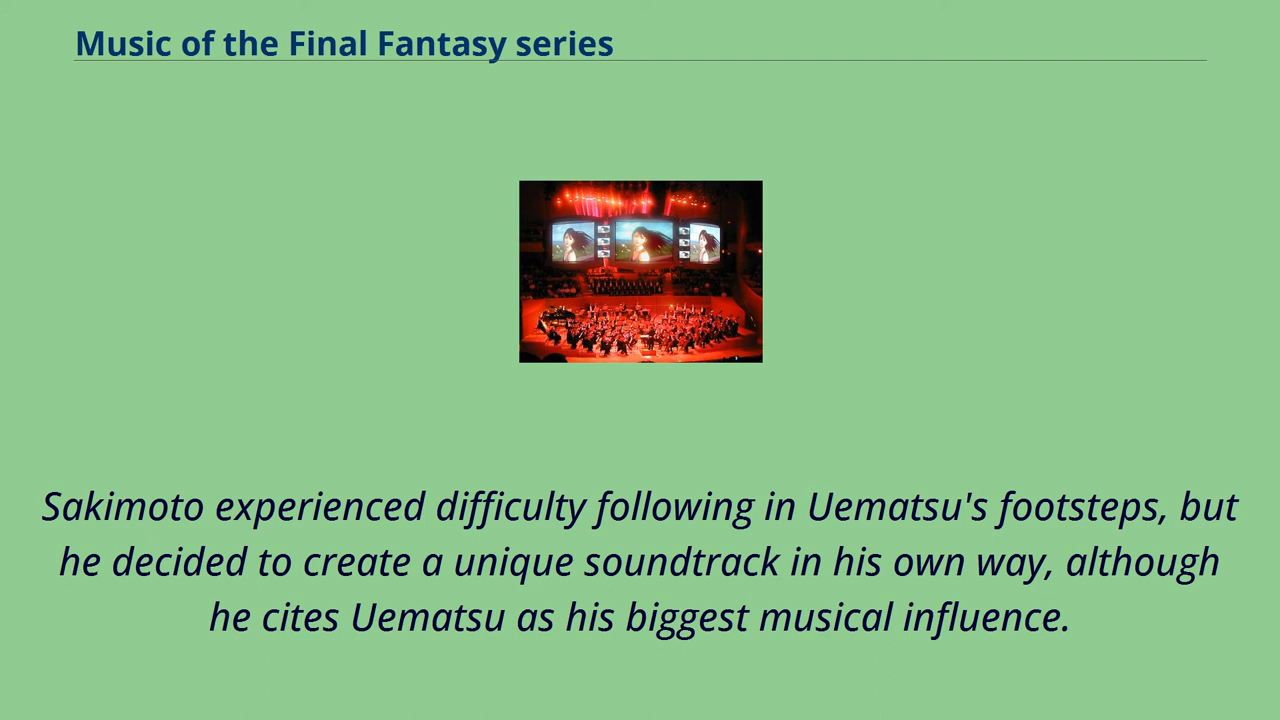 Music of the Final Fantasy series
Sakimoto experienced difficulty following in Uematsu's footsteps, but
he decided to create a unique soundtrack in his own way, although
he cites Uematsu as his biggest musical influence.